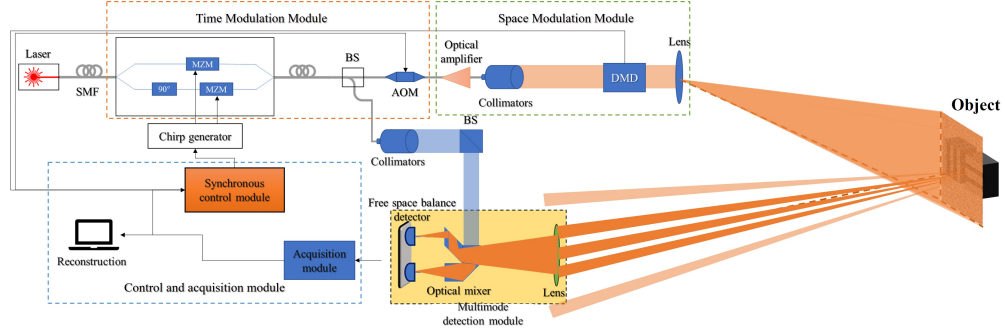 Time Modulation Module
Space Modulation Module
Laser
SMF
MZM
90°
MZM
BS
AOM
Optical
amplifier
Collimators
DMD
Lens
Object
Chirp generator
Collimators
BS
Synchronous
control module
Reconstruction
Acquisition
module
Control and acquisition module
Free space balance
detector
Optical mixer
Lens
Multimode
detection module